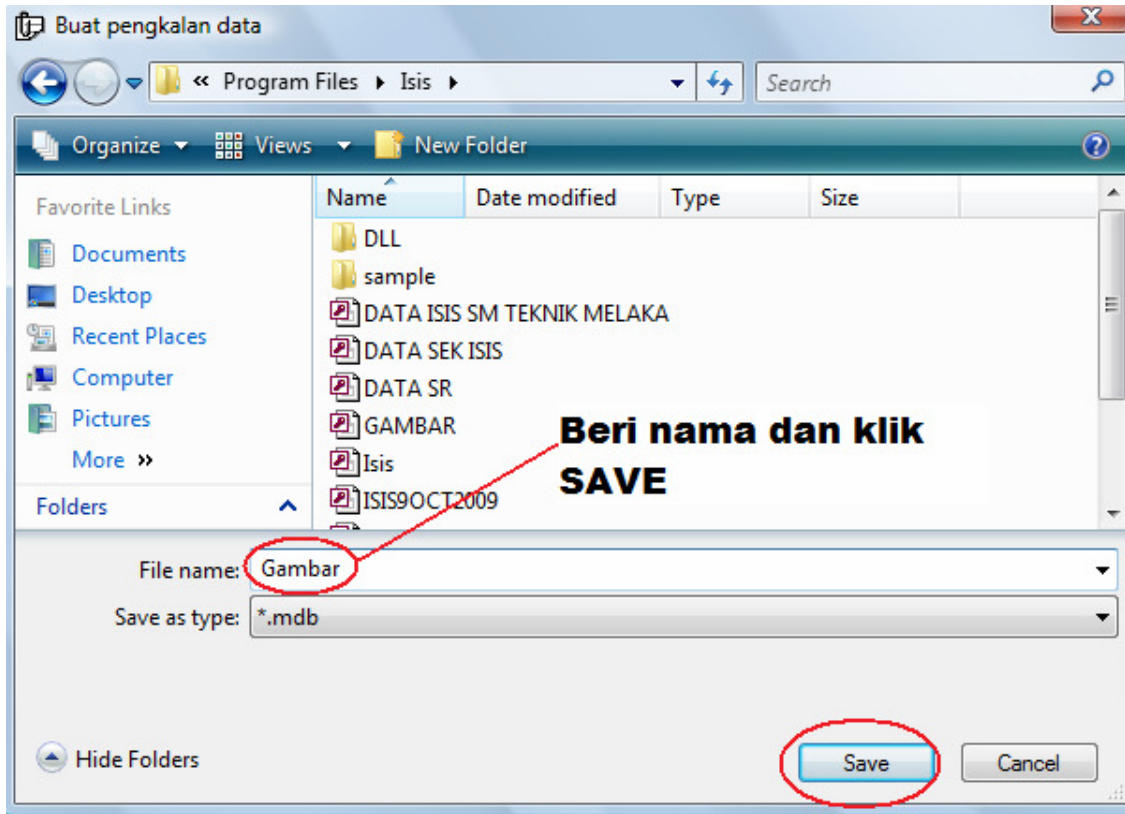 Buat pengkalan data
« Program Files Isis
Search
Organize Views New Folder
Favorite Links
Documents
Desktop
Recent Places
Computer
Pictures
More »
Folders
Name Date modified Type Size
DLL
sample
DATA ISIS SM TEKNIK MELAKA
DATA SEK ISIS
DATA SR
GAMBAR
Isis
ISIS9OCT2009
Beri nama dan klik
SAVE
File name: Gambar
Save as type: *.mdb
Hide Folders
Save Cancel